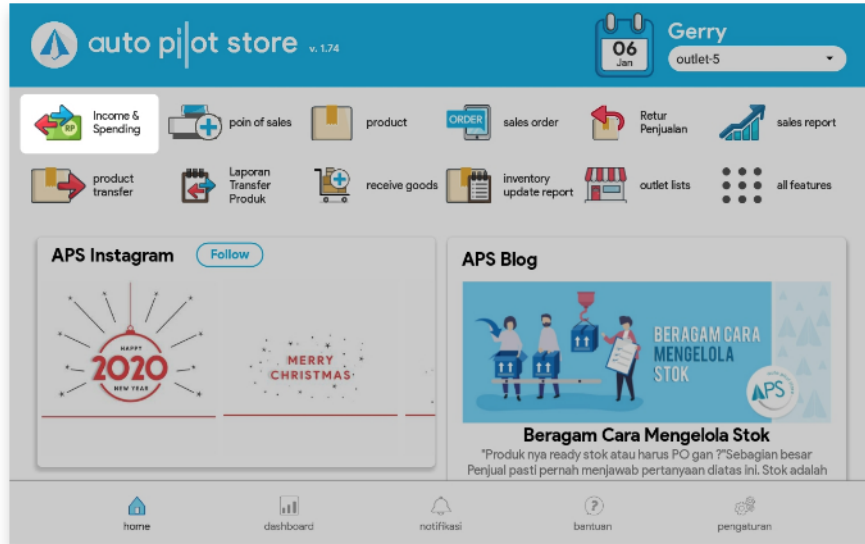 auto pilot store v. 1.74
06
Jan
Gerry
outlet-5
RP
Income &
Spending
poin of sales
product
ORDER
sales order
Retur
Penjualan
sales report
product
transfer
Laporan
Transfer
Produk
receive goods
inventory
update report
outlet lists
all features
APS Instagram
Follow
HAPPY
2020
NEW YEAR
MERRY
CHRISTMAS
APS Blog
BERAGAM CARA
MENGELOLA
STOK
APS
Beragam Cara Mengelola Stok
"Produk nya ready stok atau harus PO gan ?"Sebagian besar
Penjual pasti pernah menjawab pertanyaan diatas ini. Stok adalah
home
dashboard
notifikasi
?
bantuan
pengaturan